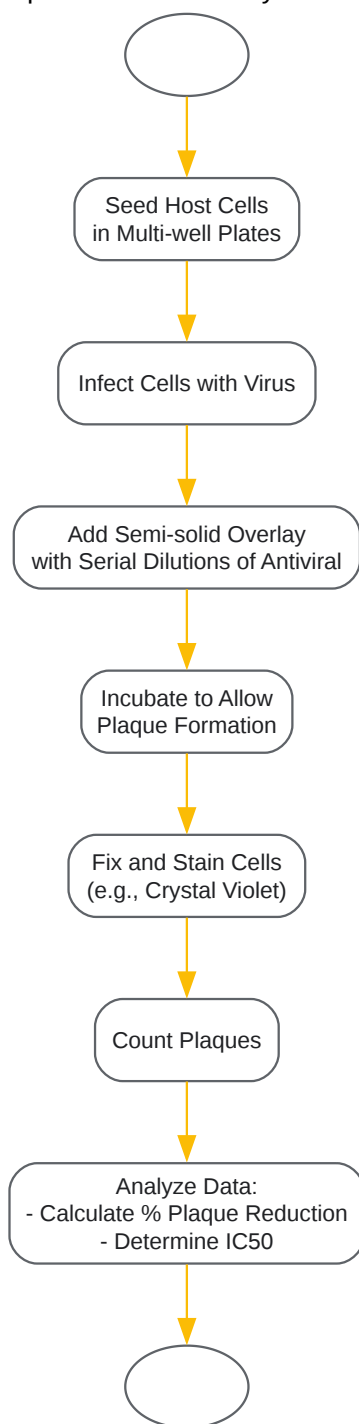 Seed Host Cells
in Multi-well Plates
Infect Cells with Virus
Add Semi-solid Overlay
with Serial Dilutions of Antiviral
Incubate to Allow
Plaque Formation
Fix and Stain Cells
(e.g., Crystal Violet)
Count Plaques
Analyze Data:
- Calculate % Plaque Reduction
- Determine IC50